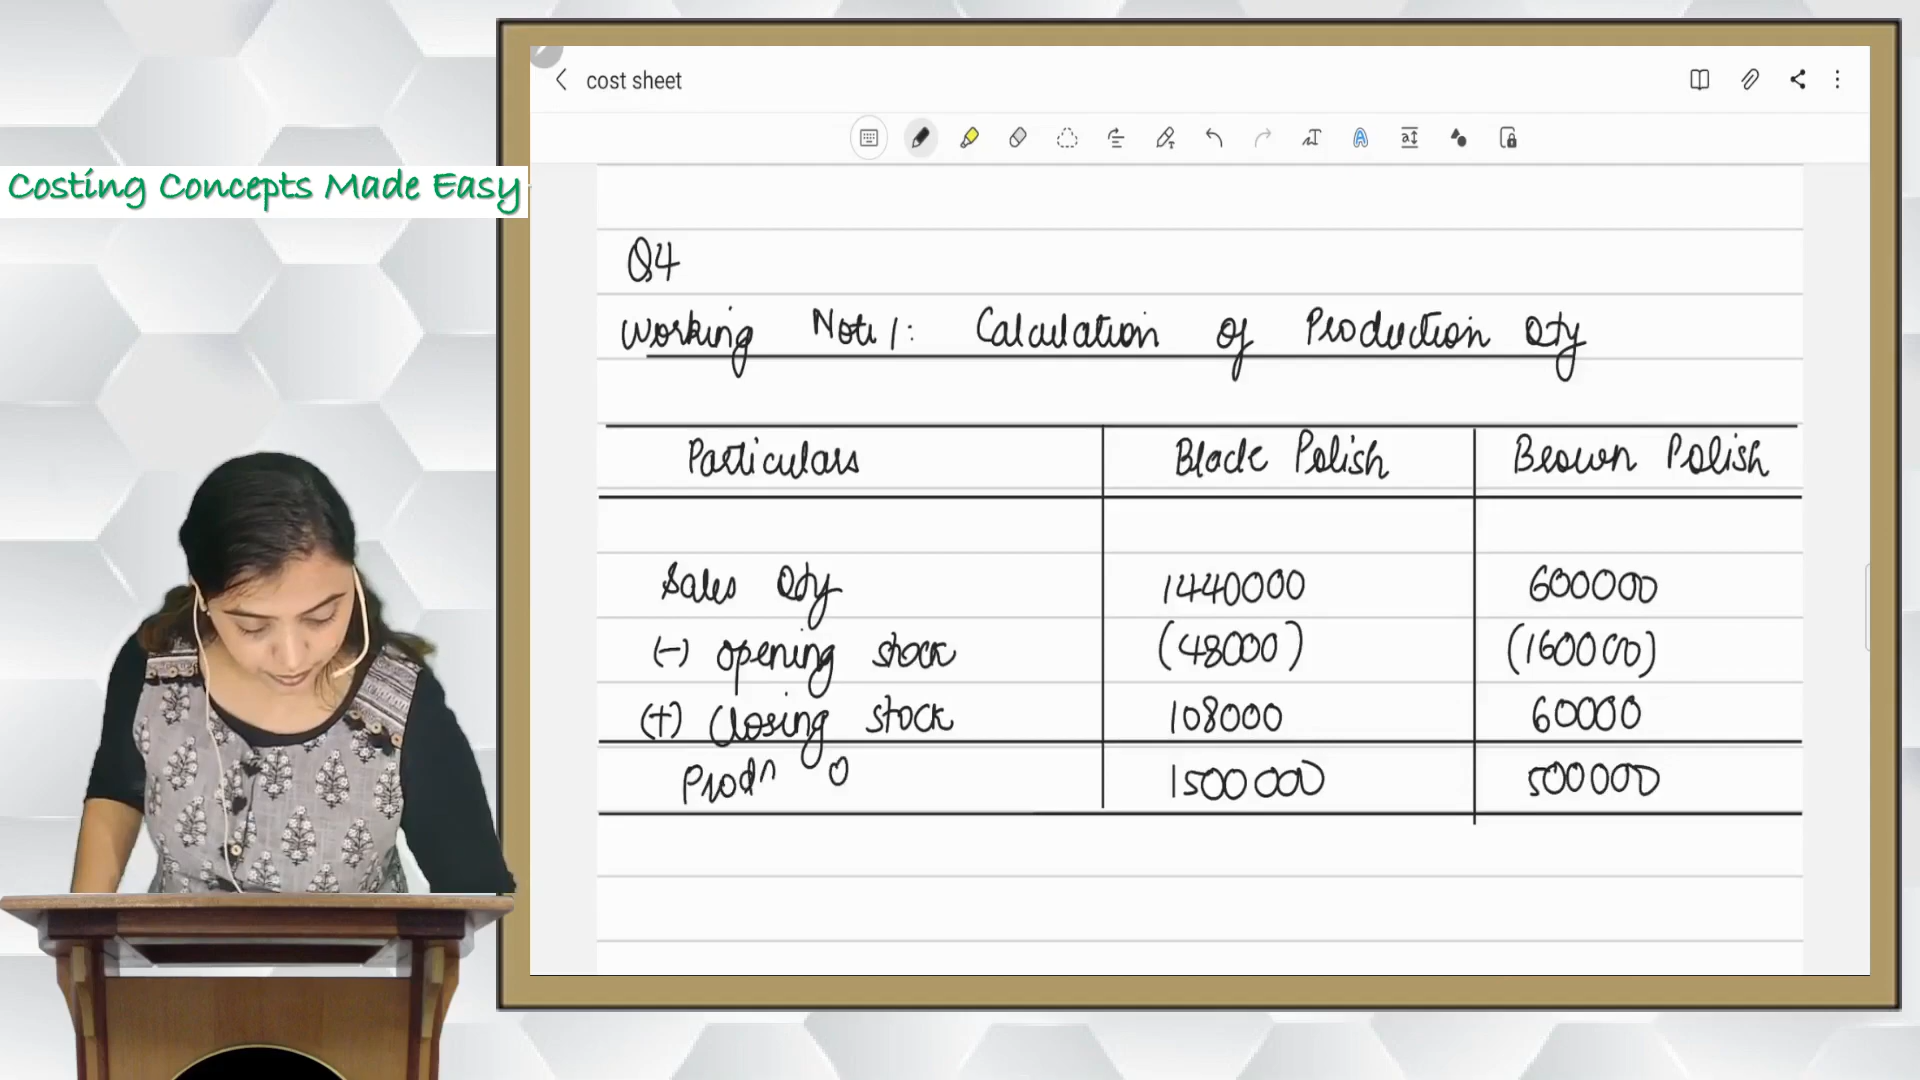 cost sheet
Costing Concepts Made Easy
Q4
Working Note 1: Calculation of Production Qty
Particulars Black Polish Brown Polish
Sales Qty 1440000 600000
(-) opening stock (48000) (160000)
(+) Closing stock 108000 60000
Prodn Q 1500000 500000